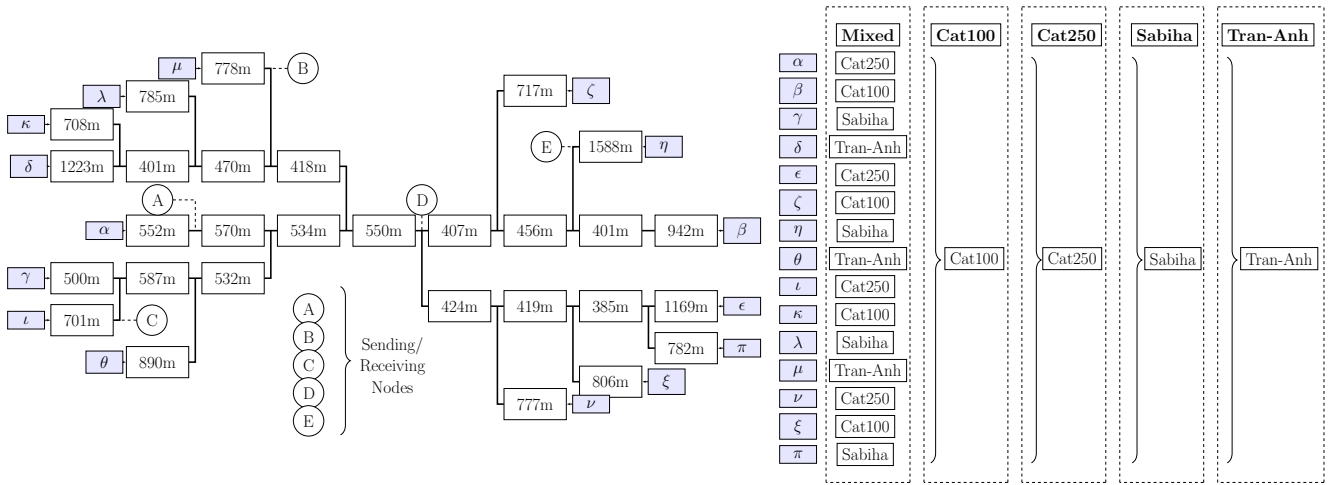 Mixed Cat100 Cat250 Sabiha Tran-Anh
μ 778m B
λ 785m 717m ζ
κ 708m
E 1588m η
δ 1223m 401m 470m 418m
A D
α 552m 570m 534m 550m 407m 456m 401m 942m β
γ 500m 587m 532m
424m 419m 385m 1169m ϵ
ι 701m C
782m π
θ 890m
806m ξ
777m ν
A
B
C
D
E
Sending/
Receiving
Nodes
α Cat250
β Cat100
γ Sabiha
δ Tran-Anh
ϵ Cat250
ζ Cat100
η Sabiha
θ Tran-Anh
ι Cat250
κ Cat100
λ Sabiha
μ Tran-Anh
ν Cat250
ξ Cat100
π Sabiha
Cat100 Cat250 Sabiha Tran-Anh